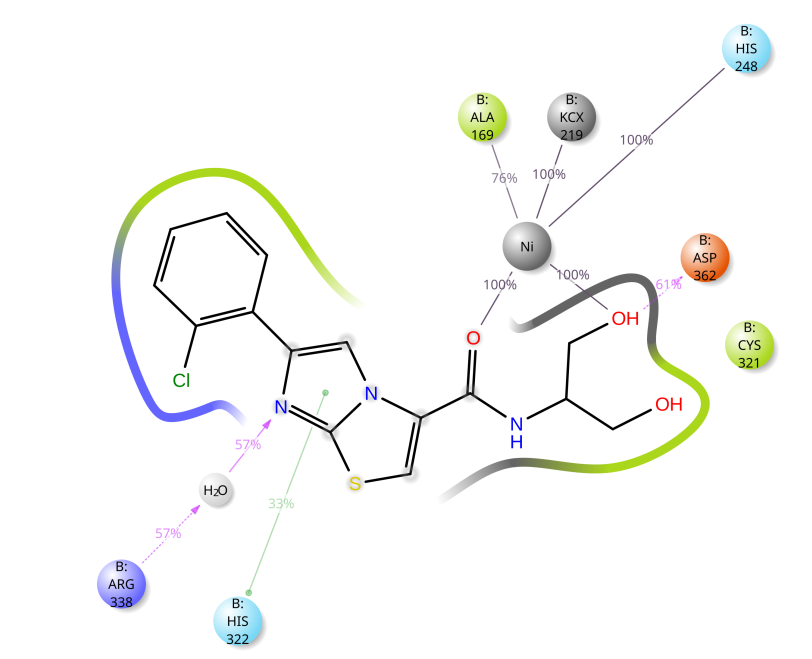 B:
HIS
248
B:
ALA
169
B:
KCX
219
100%
76%
100%
Ni
B:
ASP
362
100%
100%
61%
OH
O
B:
CYS
321
Cl
N
N
OH
N
H
57%
S
H₂O
33%
57%
B:
ARG
338
B:
HIS
322